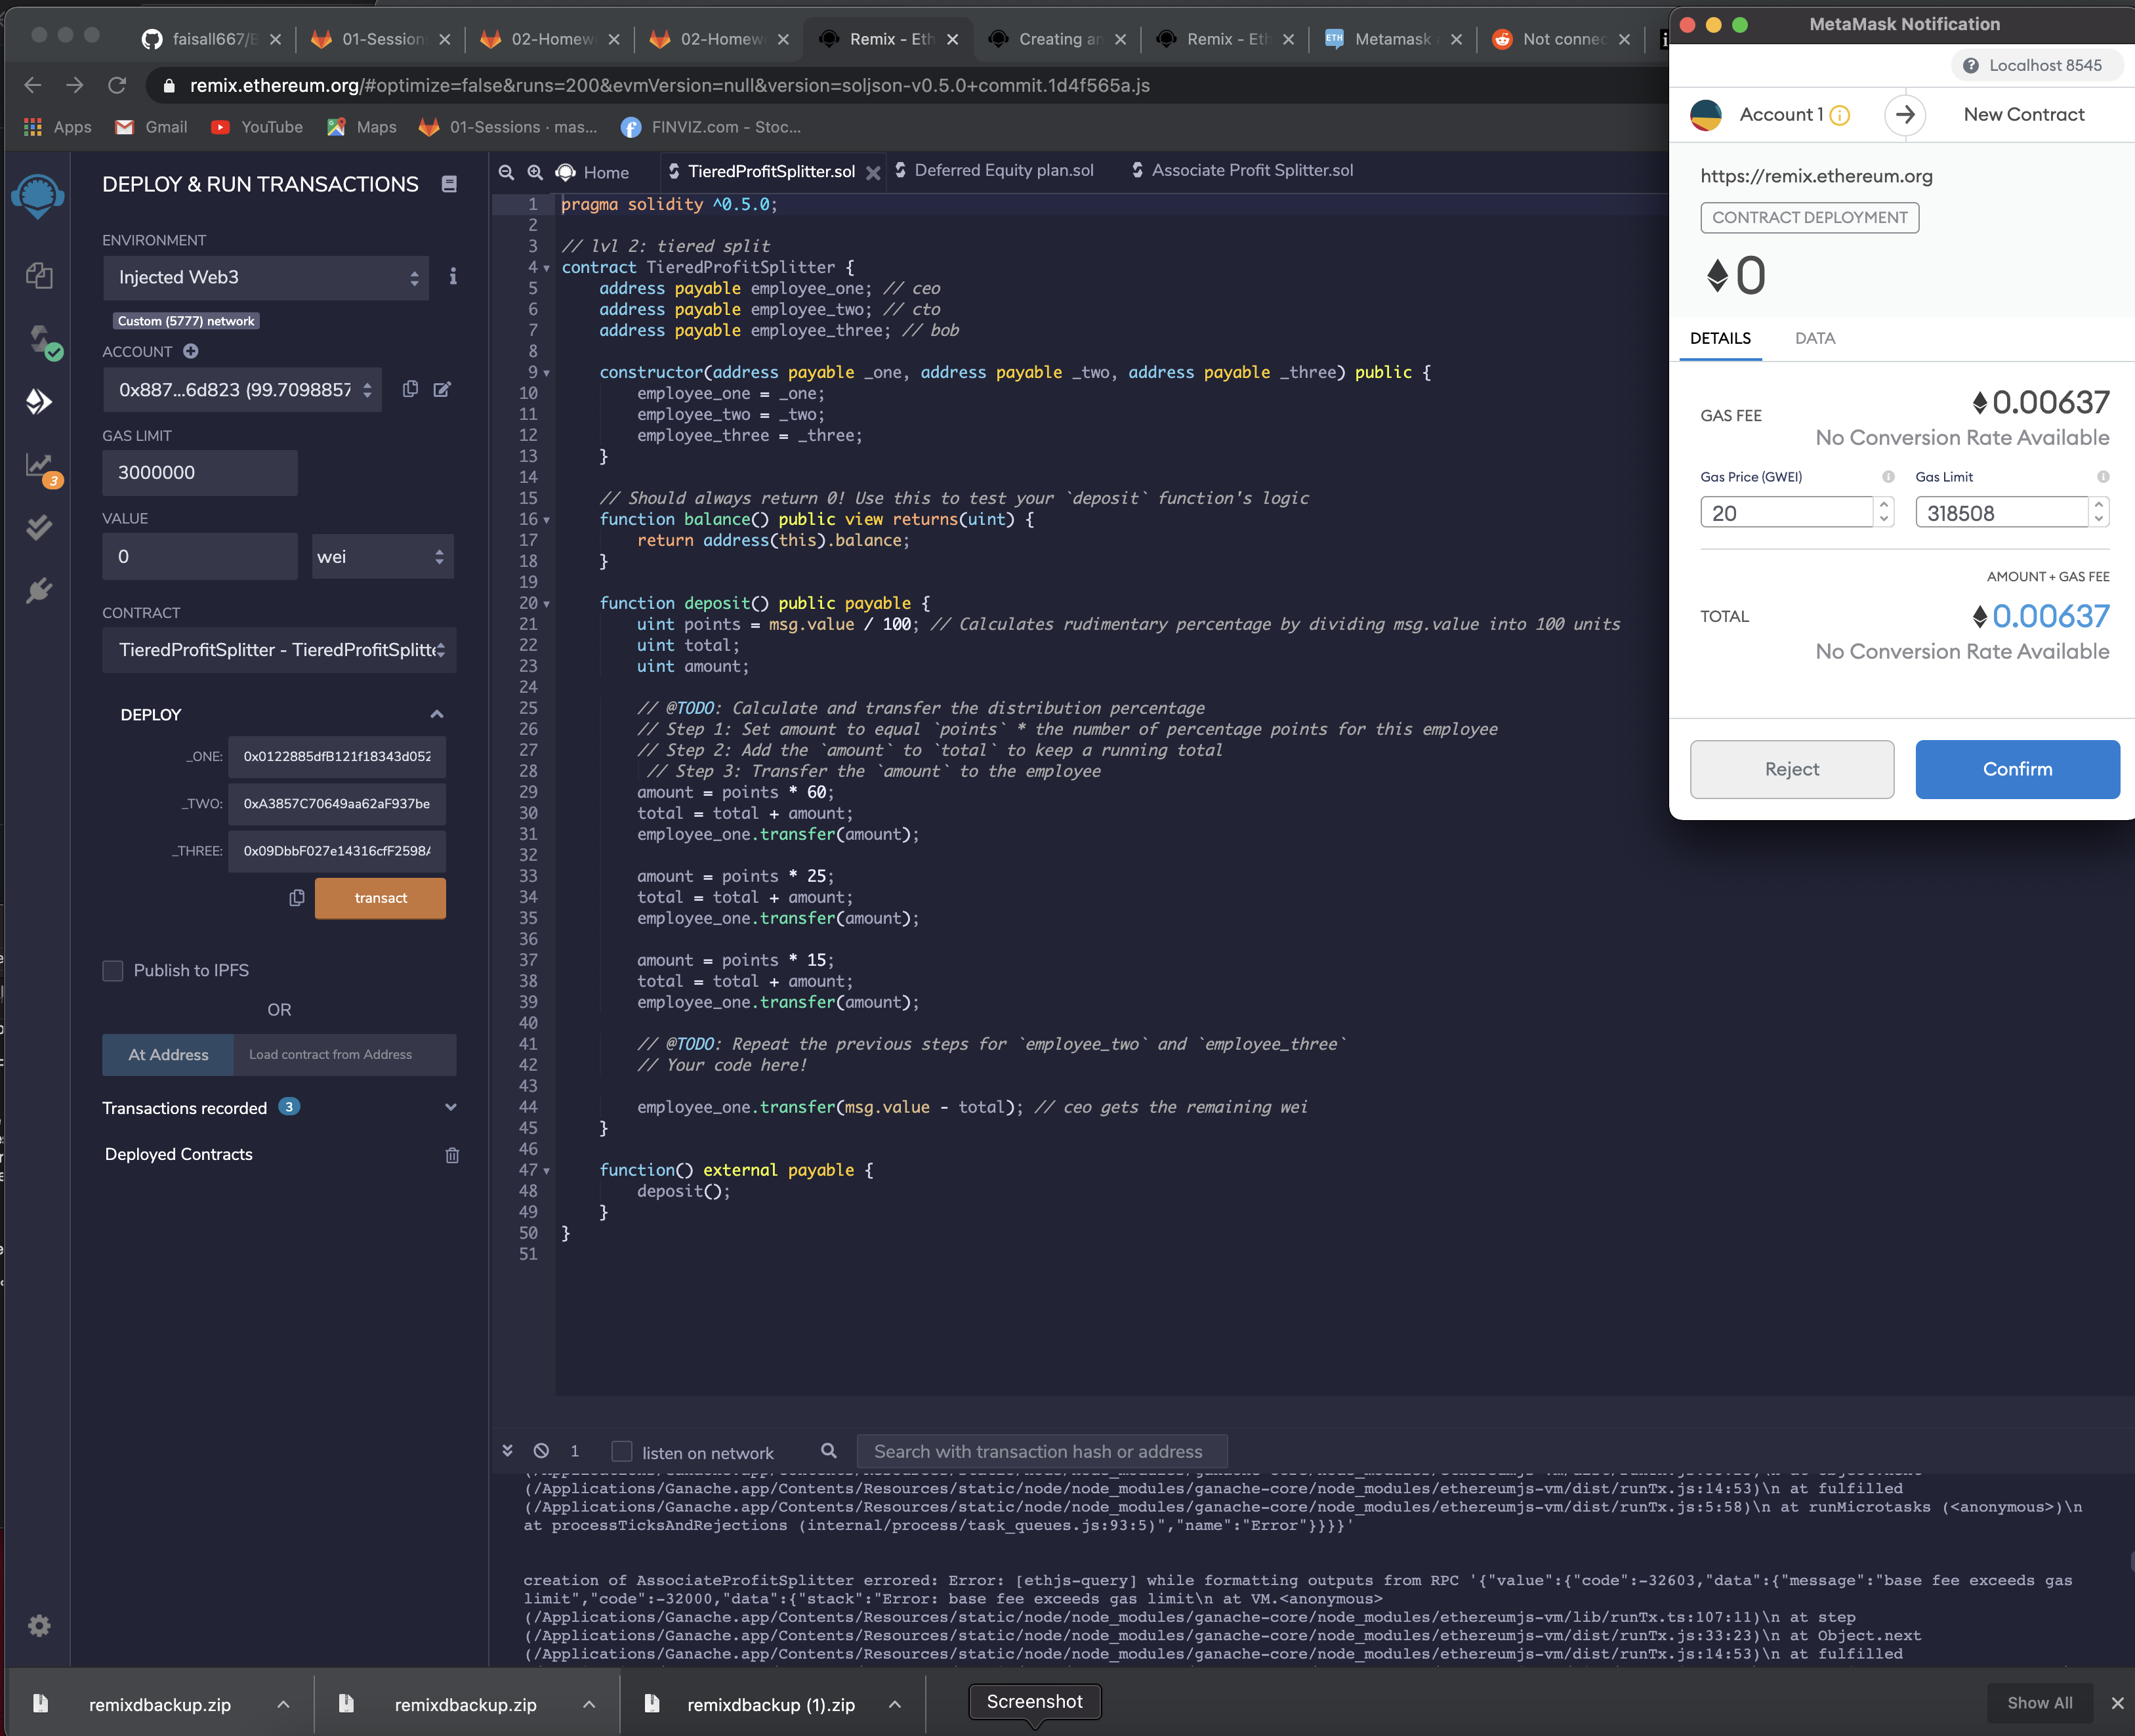 faisall667/B
01-Session
02-Homew
02-Homew
Remix - Eth
Creating an
Remix - Eth
Metamask
Not connec
remix.ethereum.org/#optimize=false&runs=200&evmVersion=null&version=soljson-v0.5.0+commit.1d4f565a.js
Apps
Gmail
YouTube
Maps
01-Sessions · mas...
FINVIZ.com - Stoc...
DEPLOY & RUN TRANSACTIONS
ENVIRONMENT
Injected Web3
Custom (5777) network
ACCOUNT
0x887...6d823 (99.7098857
GAS LIMIT
3000000
3
VALUE
0
wei
CONTRACT
TieredProfitSplitter - TieredProfitSplitte
DEPLOY
_ONE: 0x0122885dfB121f18343d052
_TWO: 0xA3857C70649aa62aF937be
_THREE: 0x09DbbF027e14316cfF2598A
transact
Publish to IPFS
OR
At Address
Load contract from Address
Transactions recorded 3
Deployed Contracts
Home
TieredProfitSplitter.sol
Deferred Equity plan.sol
Associate Profit Splitter.sol
1 pragma solidity ^0.5.0;
2
3 // lvl 2: tiered split
4 contract TieredProfitSplitter {
5 address payable employee_one; // ceo
6 address payable employee_two; // cto
7 address payable employee_three; // bob
8
9 constructor(address payable _one, address payable _two, address payable _three) public {
10 employee_one = _one;
11 employee_two = _two;
12 employee_three = _three;
13 }
14
15 // Should always return 0! Use this to test your `deposit` function's logic
16 function balance() public view returns(uint) {
17 return address(this).balance;
18 }
19
20 function deposit() public payable {
21 uint points = msg.value / 100; // Calculates rudimentary percentage by dividing msg.value into 100 units
22 uint total;
23 uint amount;
24
25 // @TODO: Calculate and transfer the distribution percentage
26 // Step 1: Set amount to equal `points` * the number of percentage points for this employee
27 // Step 2: Add the `amount` to `total` to keep a running total
28 // Step 3: Transfer the `amount` to the employee
29 amount = points * 60;
30 total = total + amount;
31 employee_one.transfer(amount);
32
33 amount = points * 25;
34 total = total + amount;
35 employee_one.transfer(amount);
36
37 amount = points * 15;
38 total = total + amount;
39 employee_one.transfer(amount);
40
41 // @TODO: Repeat the previous steps for `employee_two` and `employee_three`
42 // Your code here!
43
44 employee_one.transfer(msg.value - total); // ceo gets the remaining wei
45 }
46
47 function() external payable {
48 deposit();
49 }
50 }
51
1
listen on network
Search with transaction hash or address
(/Applications/Ganache.app/Contents/Resources/static/node/node_modules/ganache-core/node_modules/ethereumjs-vm/dist/runTx.js:14:53)\n at fulfilled
(/Applications/Ganache.app/Contents/Resources/static/node/node_modules/ganache-core/node_modules/ethereumjs-vm/dist/runTx.js:5:58)\n at runMicrotasks (<anonymous>)\n
at processTicksAndRejections (internal/process/task_queues.js:93:5)","name":"Error"}}}}'
creation of AssociateProfitSplitter errored: Error: [ethjs-query] while formatting outputs from RPC '{"value":{"code":-32603,"data":{"message":"base fee exceeds gas
limit","code":-32000,"data":{"stack":"Error: base fee exceeds gas limit\n at VM.<anonymous>
(/Applications/Ganache.app/Contents/Resources/static/node/node_modules/ganache-core/node_modules/ethereumjs-vm/lib/runTx.ts:107:11)\n at step
(/Applications/Ganache.app/Contents/Resources/static/node/node_modules/ganache-core/node_modules/ethereumjs-vm/dist/runTx.js:33:23)\n at Object.next
(/Applications/Ganache.app/Contents/Resources/static/node/node_modules/ganache-core/node_modules/ethereumjs-vm/dist/runTx.js:14:53)\n at fulfilled
MetaMask Notification
Localhost 8545
Account 1
New Contract
https://remix.ethereum.org
CONTRACT DEPLOYMENT
0
DETAILS
DATA
GAS FEE
0.00637
No Conversion Rate Available
Gas Price (GWEI)
Gas Limit
20
318508
AMOUNT + GAS FEE
TOTAL
0.00637
No Conversion Rate Available
Reject
Confirm
remixdbackup.zip
remixdbackup.zip
remixdbackup (1).zip
Screenshot
Show All